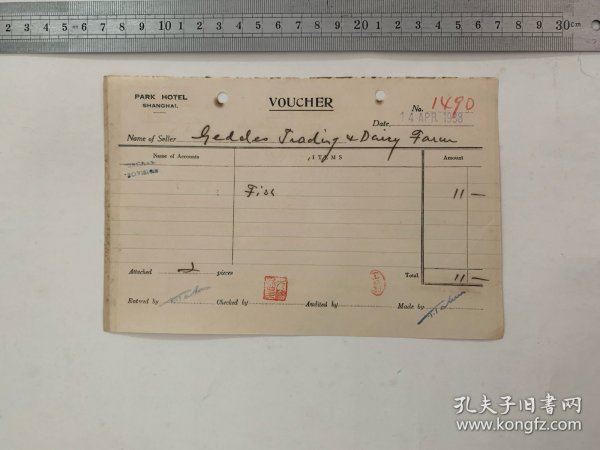 PARK HOTEL
SHANGHAI.
VOUCHER
No. 1490
Date 14 APR 1938
Name of Seller Geddes Trading & Dairy Farm
Name of Accounts ITEMS Amount
Fish 11 —
Attached 2 pieces Total 11 —
Entered by Checked by Audited by Made by
孔夫子旧书网
www.kongfz.com